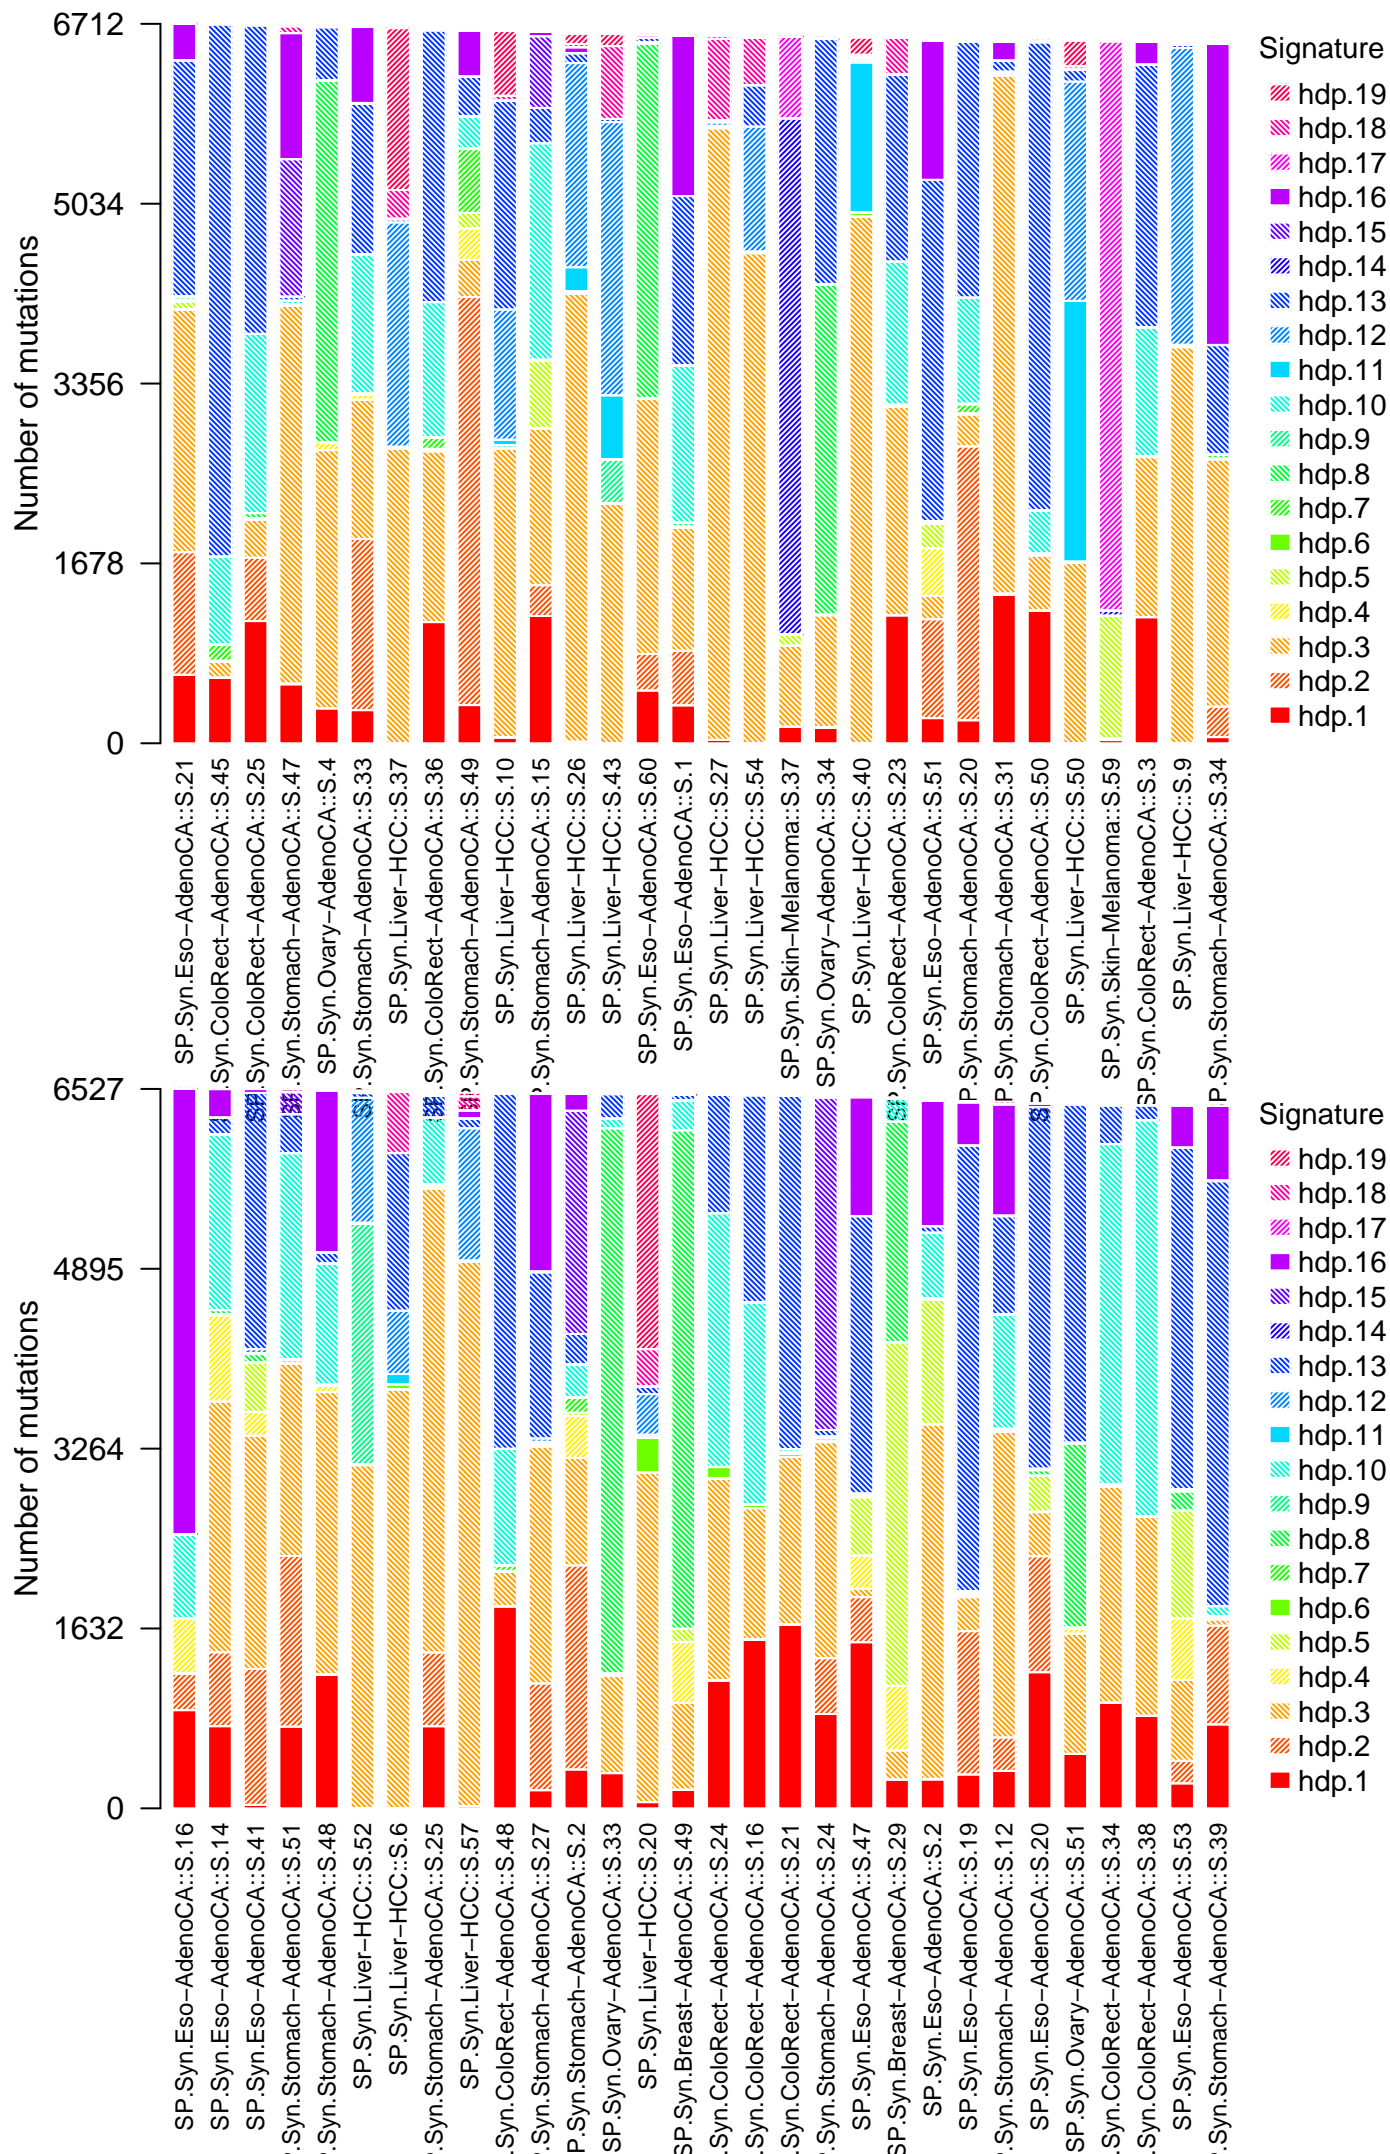 6712
5034
3356
1678
0
Number of mutations
Signature
hdp.19
hdp.18
hdp.17
hdp.16
hdp.15
hdp.14
hdp.13
hdp.12
hdp.11
hdp.10
hdp.9
hdp.8
hdp.7
hdp.6
hdp.5
hdp.4
hdp.3
hdp.2
hdp.1
SP.Syn.Eso−AdenoCA::S.21
.Syn.ColoRect−AdenoCA::S.45
SP.Syn.ColoRect−AdenoCA::S.25
.Syn.Stomach−AdenoCA::S.47
SP.Syn.Ovary−AdenoCA::S.4
SP.Syn.Stomach−AdenoCA::S.33
SP.Syn.Liver−HCC::S.37
.Syn.ColoRect−AdenoCA::S.36
P.Syn.Stomach−AdenoCA::S.49
SP.Syn.Liver−HCC::S.10
.Syn.Stomach−AdenoCA::S.15
SP.Syn.Liver−HCC::S.26
SP.Syn.Liver−HCC::S.43
SP.Syn.Eso−AdenoCA::S.60
SP.Syn.Eso−AdenoCA::S.1
SP.Syn.Liver−HCC::S.27
SP.Syn.Liver−HCC::S.54
SP.Syn.Skin−Melanoma::S.37
SP.Syn.Ovary−AdenoCA::S.34
SP.Syn.Liver−HCC::S.40
SP.Syn.ColoRect−AdenoCA::S.23
SP.Syn.Eso−AdenoCA::S.51
P.Syn.Stomach−AdenoCA::S.20
.Syn.Stomach−AdenoCA::S.31
SP.Syn.ColoRect−AdenoCA::S.50
SP.Syn.Liver−HCC::S.50
SP.Syn.Skin−Melanoma::S.59
SP.Syn.ColoRect−AdenoCA::S.3
SP.Syn.Liver−HCC::S.9
P.Syn.Stomach−AdenoCA::S.34
6527
4895
3264
1632
0
Number of mutations
Signature
hdp.19
hdp.18
hdp.17
hdp.16
hdp.15
hdp.14
hdp.13
hdp.12
hdp.11
hdp.10
hdp.9
hdp.8
hdp.7
hdp.6
hdp.5
hdp.4
hdp.3
hdp.2
hdp.1
SP.Syn.Eso−AdenoCA::S.16
SP.Syn.Eso−AdenoCA::S.14
SP.Syn.Eso−AdenoCA::S.41
P.Syn.Stomach−AdenoCA::S.51
.Syn.Stomach−AdenoCA::S.48
SP.Syn.Liver−HCC::S.52
SP.Syn.Liver−HCC::S.6
P.Syn.Stomach−AdenoCA::S.25
SP.Syn.Liver−HCC::S.57
.Syn.ColoRect−AdenoCA::S.48
P.Syn.Stomach−AdenoCA::S.27
P.Syn.Stomach−AdenoCA::S.2
SP.Syn.Ovary−AdenoCA::S.33
SP.Syn.Liver−HCC::S.20
SP.Syn.Breast−AdenoCA::S.49
.Syn.ColoRect−AdenoCA::S.24
.Syn.ColoRect−AdenoCA::S.16
.Syn.ColoRect−AdenoCA::S.21
P.Syn.Stomach−AdenoCA::S.24
SP.Syn.Eso−AdenoCA::S.47
SP.Syn.Breast−AdenoCA::S.29
SP.Syn.Eso−AdenoCA::S.2
SP.Syn.Eso−AdenoCA::S.19
P.Syn.Stomach−AdenoCA::S.12
SP.Syn.Eso−AdenoCA::S.20
SP.Syn.Ovary−AdenoCA::S.51
.Syn.ColoRect−AdenoCA::S.34
.Syn.ColoRect−AdenoCA::S.38
SP.Syn.Eso−AdenoCA::S.53
P.Syn.Stomach−AdenoCA::S.39